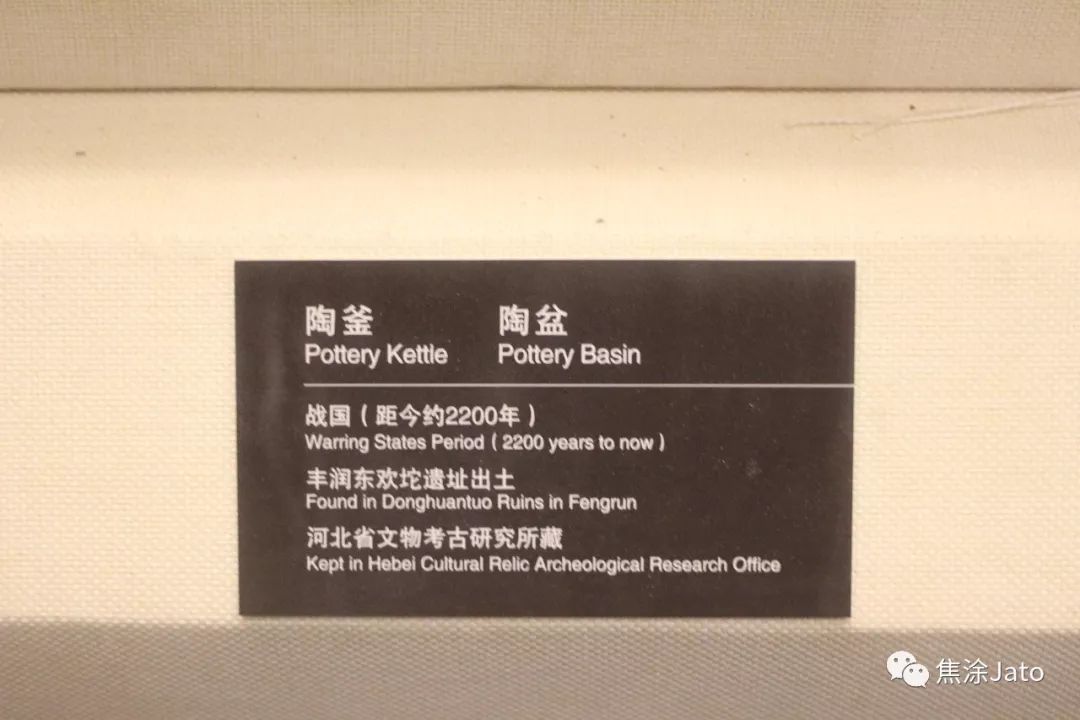 陶釜 陶盆
Pottery Kettle Pottery Basin
战国（距今约2200年）
Warring States Period（2200 years to now）
丰润东欢坨遗址出土
Found in Donghuantuo Ruins in Fengrun
河北省文物考古研究所藏
Kept in Hebei Cultural Relic Archeological Research Office
焦涂Jato